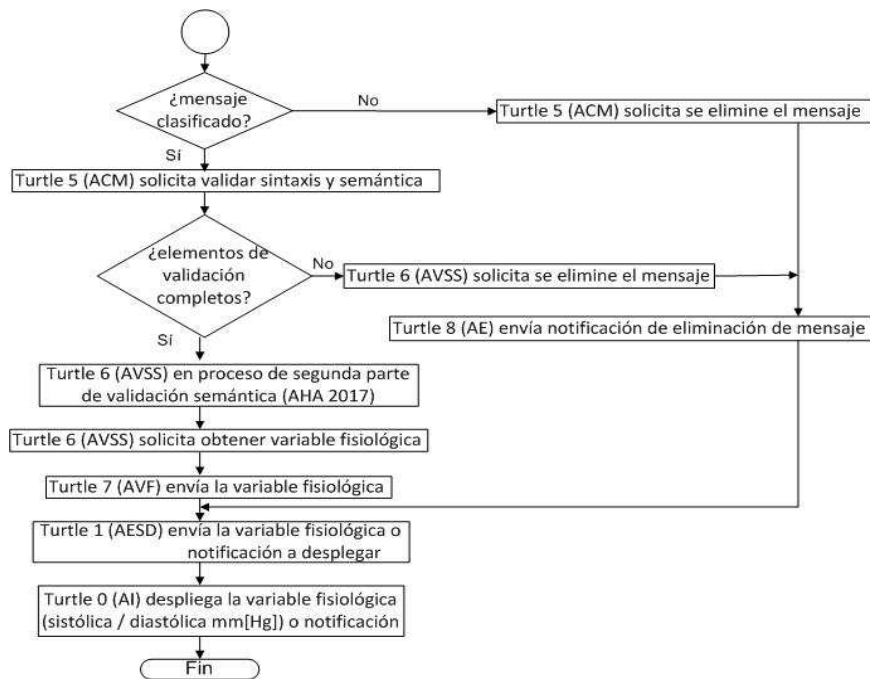 ¿mensaje
clasificado?
No
Turtle 5 (ACM) solicita se elimine el mensaje
Sí
Turtle 5 (ACM) solicita validar sintaxis y semántica
¿elementos de
validación
completos?
No
Turtle 6 (AVSS) solicita se elimine el mensaje
Turtle 8 (AE) envía notificación de eliminación de mensaje
Sí
Turtle 6 (AVSS) en proceso de segunda parte
de validación semántica (AHA 2017)
Turtle 6 (AVSS) solicita obtener variable fisiológica
Turtle 7 (AVF) envía la variable fisiológica
Turtle 1 (AESD) envía la variable fisiológica o
notificación a desplegar
Turtle 0 (AI) despliega la variable fisiológica
(sistólica / diastólica mm[Hg]) o notificación
Fin